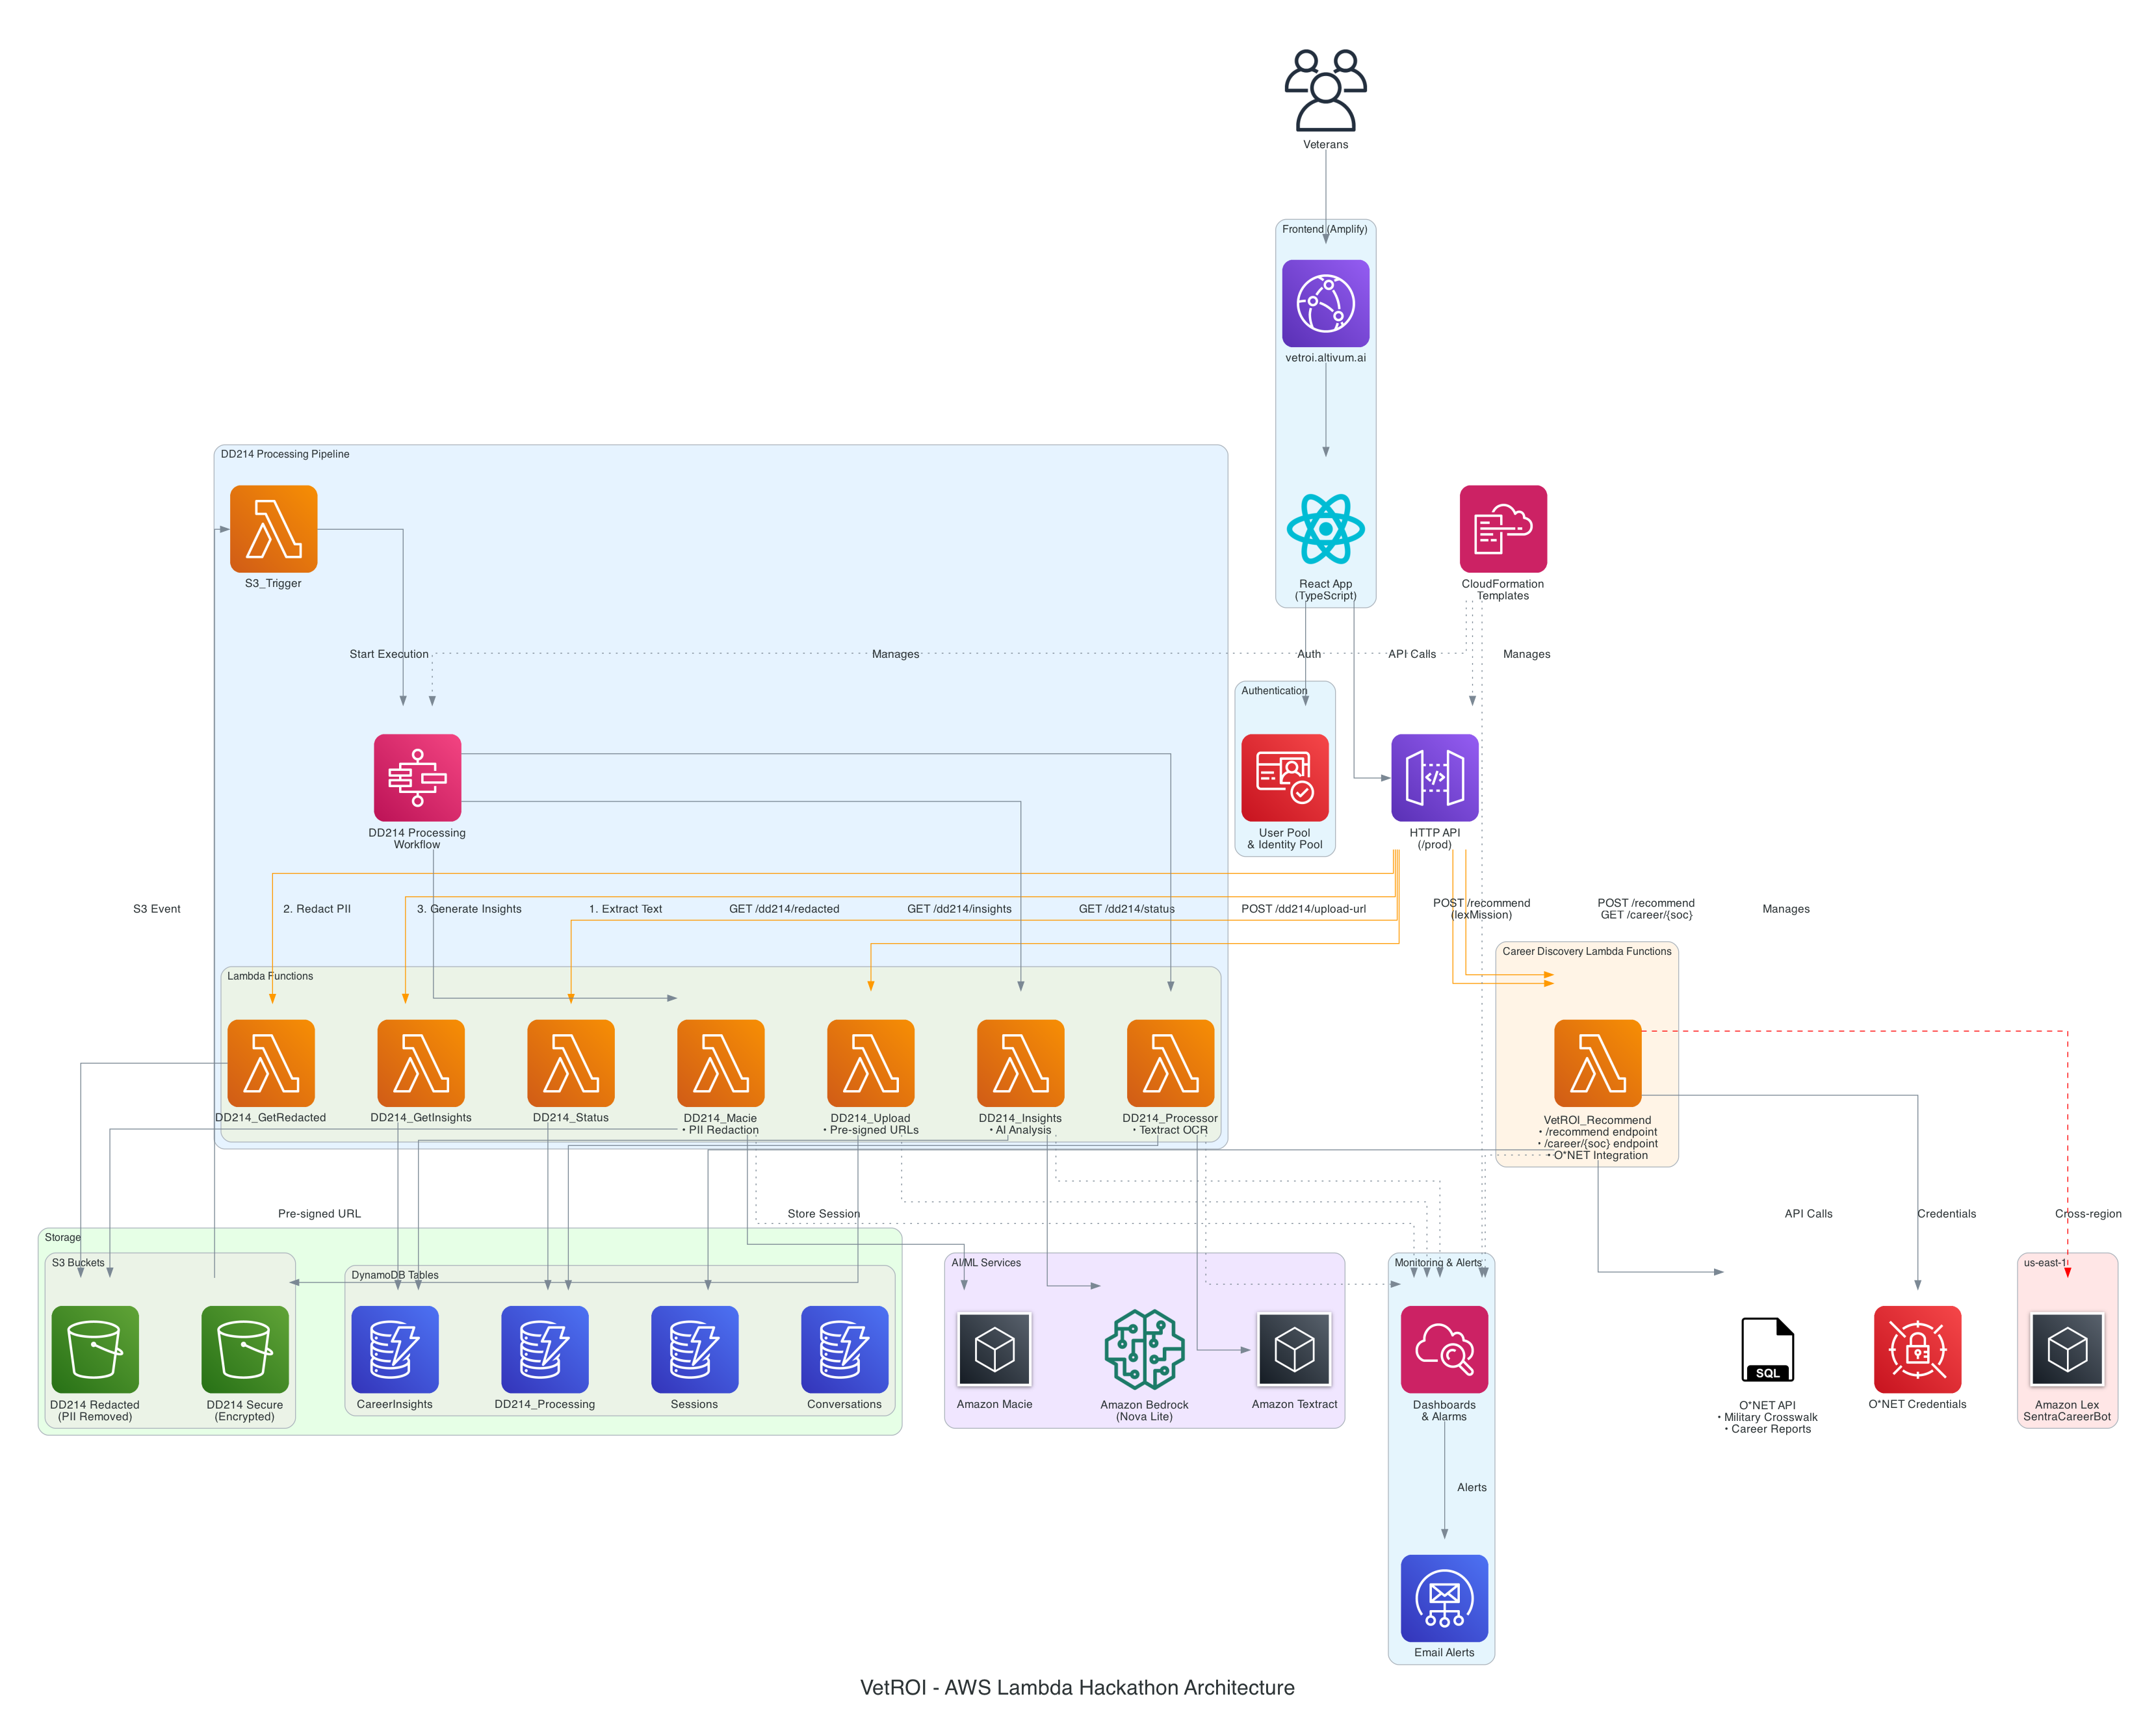 Veterans
Frontend (Amplify)
vetroi.altivum.ai
DD214 Processing Pipeline
S3_Trigger
React App
(TypeScript)
CloudFormation
Templates
Start Execution
Manages
Auth
API Calls
Manages
Authentication
DD214 Processing
Workflow
User Pool
& Identity Pool
HTTP API
(/prod)
S3 Event
2. Redact PII
3. Generate Insights
1. Extract Text
GET /dd214/redacted
GET /dd214/insights
GET /dd214/status
POST /dd214/upload-url
POST /recommend
(lexMission)
POST /recommend
GET /career/{soc}
Manages
Lambda Functions
Career Discovery Lambda Functions
DD214_GetRedacted
DD214_GetInsights
DD214_Status
DD214_Macie
• PII Redaction
DD214_Upload
• Pre-signed URLs
DD214_Insights
• AI Analysis
DD214_Processor
• Textract OCR
VetROI_Recommend
• /recommend endpoint
• /career/{soc} endpoint
• O*NET Integration
Pre-signed URL
Store Session
API Calls
Credentials
Cross-region
Storage
S3 Buckets
DynamoDB Tables
AI/ML Services
Monitoring & Alerts
us-east-1
SQL
DD214 Redacted
(PII Removed)
DD214 Secure
(Encrypted)
CareerInsights
DD214_Processing
Sessions
Conversations
Amazon Macie
Amazon Bedrock
(Nova Lite)
Amazon Textract
Dashboards
& Alarms
O*NET API
• Military Crosswalk
• Career Reports
O*NET Credentials
Amazon Lex
SentraCareerBot
Alerts
Email Alerts
VetROI - AWS Lambda Hackathon Architecture